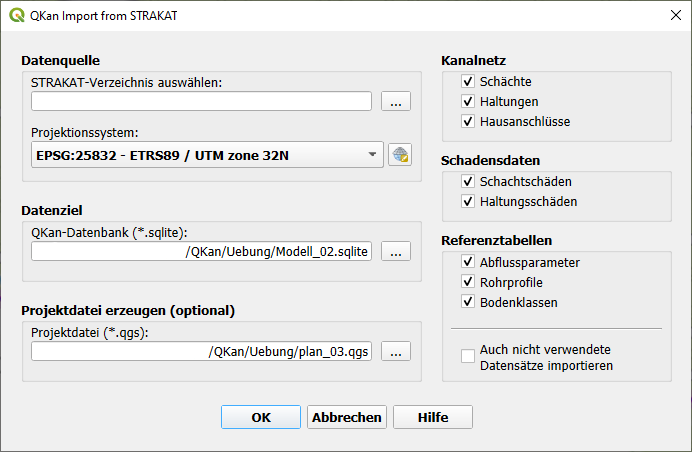 QKan Import from STRAKAT
Datenquelle
STRAKAT-Verzeichnis auswählen:
...
Projektionssystem:
EPSG:25832 - ETRS89 / UTM zone 32N
Datenziel
QKan-Datenbank (*.sqlite):
/QKan/Uebung/Modell_02.sqlite
...
Projektdatei erzeugen (optional)
Projektdatei (*.qgs):
/QKan/Uebung/plan_03.qgs
...
Kanalnetz
Schächte
Haltungen
Hausanschlüsse
Schadensdaten
Schachtschäden
Haltungsschäden
Referenztabellen
Abflussparameter
Rohrprofile
Bodenklassen
Auch nicht verwendete
Datensätze importieren
OK
Abbrechen
Hilfe